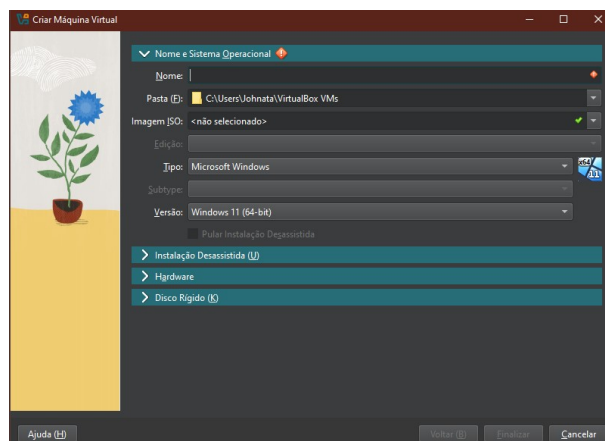 Criar Máquina Virtual
Nome e Sistema Operacional
Nome:
Pasta (F): C:\Users\Johnata\VirtualBox VMs
Imagem ISO: <não selecionado>
Edição:
Tipo: Microsoft Windows
x64
11
Subtype:
Versão: Windows 11 (64-bit)
Pular Instalação Desassistida
Instalação Desassistida (U)
Hardware
Disco Rígido (K)
Ajuda (H) Voltar (B) Finalizar Cancelar